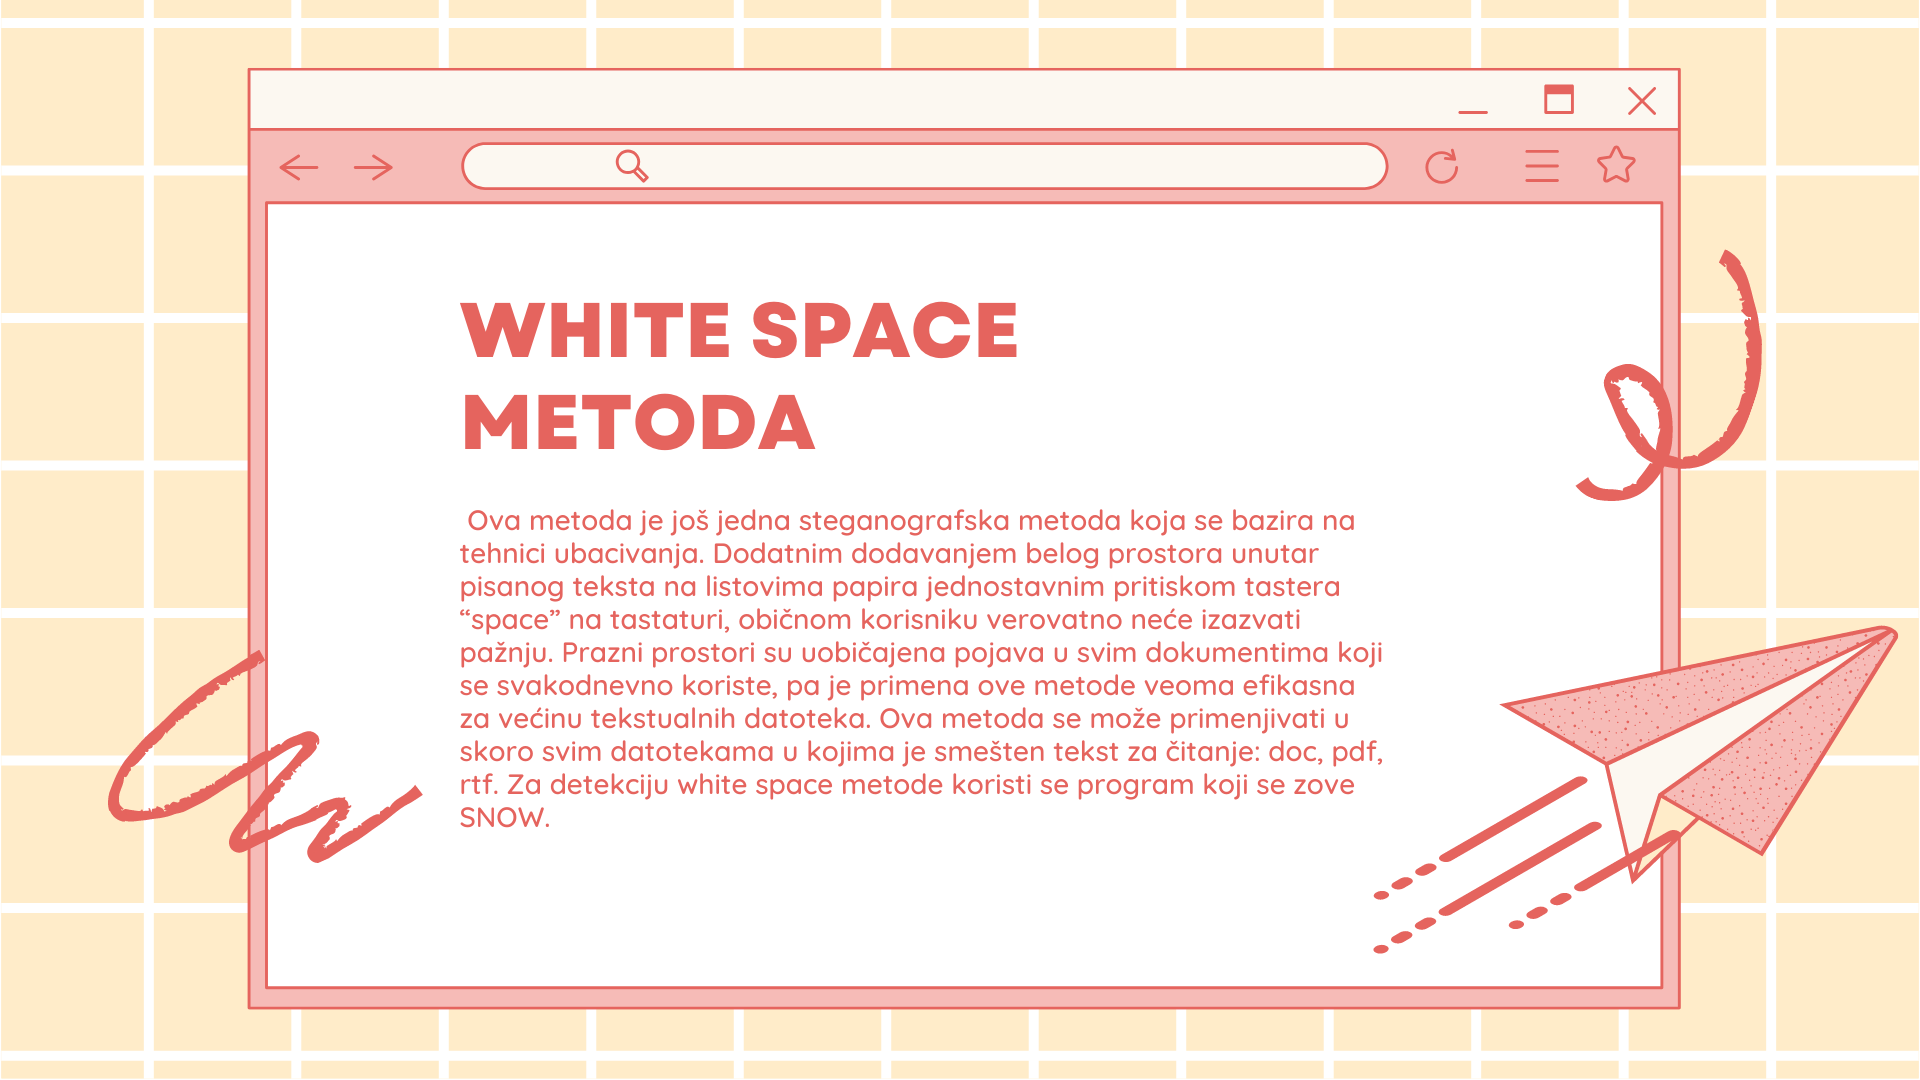 WHITE SPACE
METODA
Ova metoda je još jedna steganografska metoda koja se bazira na
tehnici ubacivanja. Dodatnim dodavanjem belog prostora unutar
pisanog teksta na listovima papira jednostavnim pritiskom tastera
“space” na tastaturi, običnom korisniku verovatno neće izazvati
pažnju. Prazni prostori su uobičajena pojava u svim dokumentima koji
se svakodnevno koriste, pa je primena ove metode veoma efikasna
za većinu tekstualnih datoteka. Ova metoda se može primenjivati u
skoro svim datotekama u kojima je smešten tekst za čitanje: doc, pdf,
rtf. Za detekciju white space metode koristi se program koji se zove
SNOW.